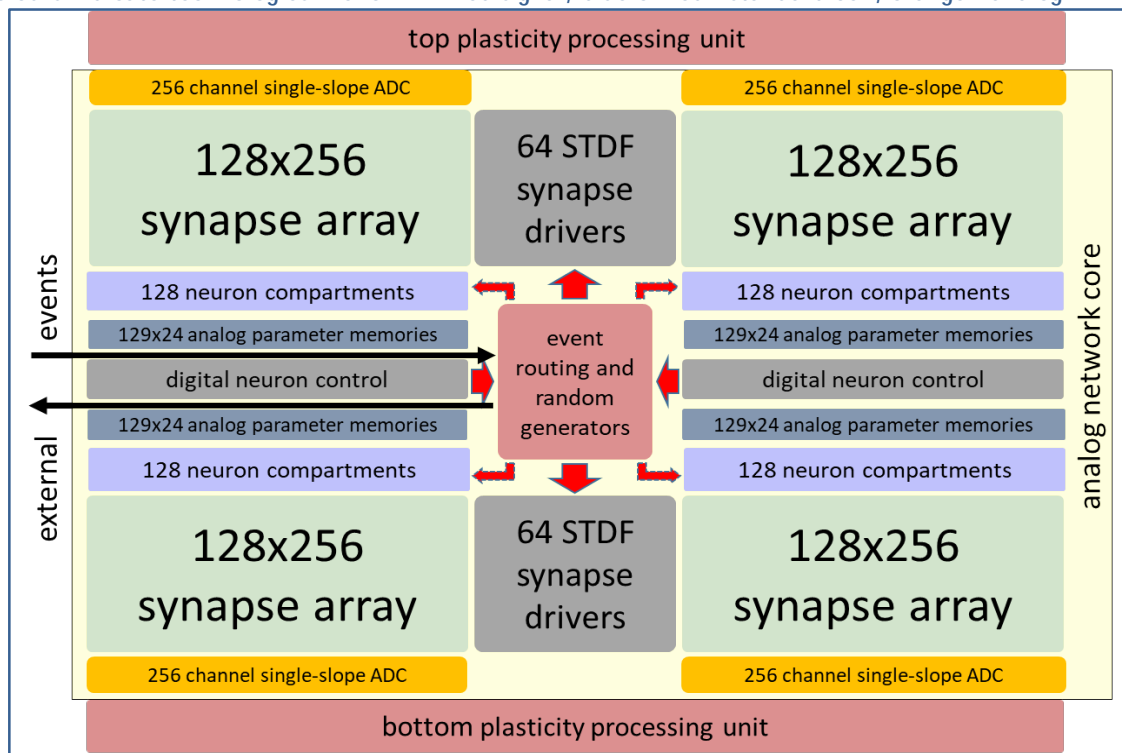 top plasticity processing unit
256 channel single-slope ADC
256 channel single-slope ADC
128x256
synapse array
64 STDF
synapse
drivers
128x256
synapse array
128 neuron compartments
128 neuron compartments
129x24 analog parameter memories
129x24 analog parameter memories
events
event
routing and
random
generators
digital neuron control
digital neuron control
analog network core
129x24 analog parameter memories
129x24 analog parameter memories
128 neuron compartments
128 neuron compartments
external
128x256
synapse array
64 STDF
synapse
drivers
128x256
synapse array
256 channel single-slope ADC
256 channel single-slope ADC
bottom plasticity processing unit